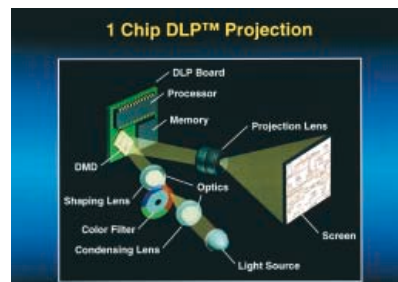 1 Chip DLP™ Projection
DLP Board
Processor
Memory
Projection Lens
DMD
Optics
Shaping Lens
Color Filter
Condensing Lens
Screen
Light Source